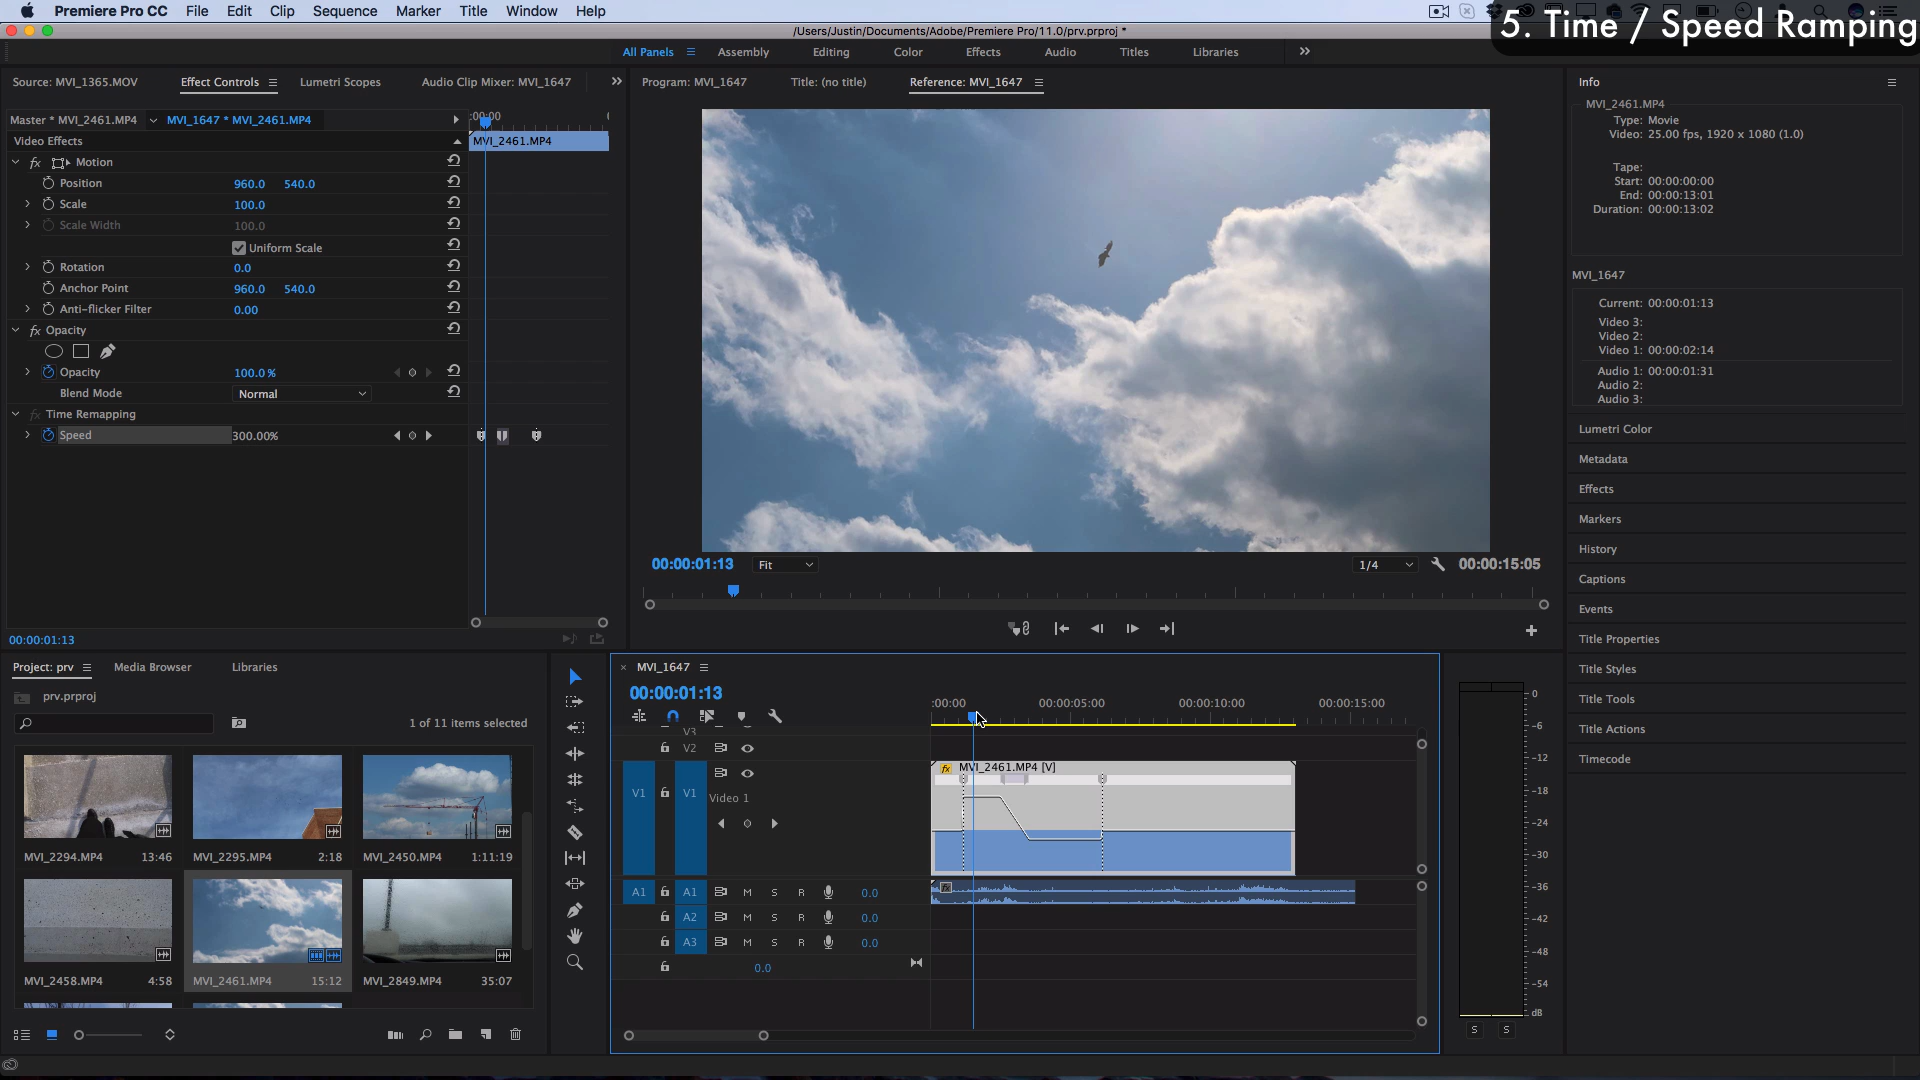 Premiere Pro CC File Edit Clip Sequence Marker Title Window Help
5. Time / Speed Ramping
/Users/Justin/Documents/Adobe/Premiere Pro/11.0/prv.prproj *
All Panels Assembly Editing Color Effects Audio Titles Libraries
Source: MVI_1365.MOV Effect Controls Lumetri Scopes Audio Clip Mixer: MVI_1647
Program: MVI_1647 Title: (no title) Reference: MVI_1647
Info
Master * MVI_2461.MP4 MVI_1647 * MVI_2461.MP4 :00:00
Video Effects MVI_2461.MP4
fx Motion
Position 960.0 540.0
Scale 100.0
Scale Width 100.0
Uniform Scale
Rotation 0.0
Anchor Point 960.0 540.0
Anti-flicker Filter 0.00
fx Opacity
Opacity 100.0 %
Blend Mode Normal
fx Time Remapping
Speed 300.00%
00:00:01:13
00:00:01:13 Fit 1/4 00:00:15:05
MVI_2461.MP4
Type: Movie
Video: 25.00 fps, 1920 x 1080 (1.0)
Tape:
Start: 00:00:00:00
End: 00:00:13:01
Duration: 00:00:13:02
MVI_1647
Current: 00:00:01:13
Video 3:
Video 2:
Video 1: 00:00:02:14
Audio 1: 00:00:01:31
Audio 2:
Audio 3:
Lumetri Color
Metadata
Effects
Markers
History
Captions
Events
Title Properties
Title Styles
Title Tools
Title Actions
Timecode
Project: prv Media Browser Libraries
prv.prproj
1 of 11 items selected
MVI_2294.MP4 13:46 MVI_2295.MP4 2:18 MVI_2450.MP4 1:11:19
MVI_2458.MP4 4:58 MVI_2461.MP4 15:12 MVI_2849.MP4 35:07
× MVI_1647
00:00:01:13
:00:00 00:00:05:00 00:00:10:00 00:00:15:00
V3
V2
fx MVI_2461.MP4 [V]
V1 V1 Video 1
A1 A1 M S R 0.0 fx
A2 M S R 0.0
A3 M S R 0.0
0.0
0
-6
-12
-18
-24
-30
-36
-42
-48
-54
dB
S S